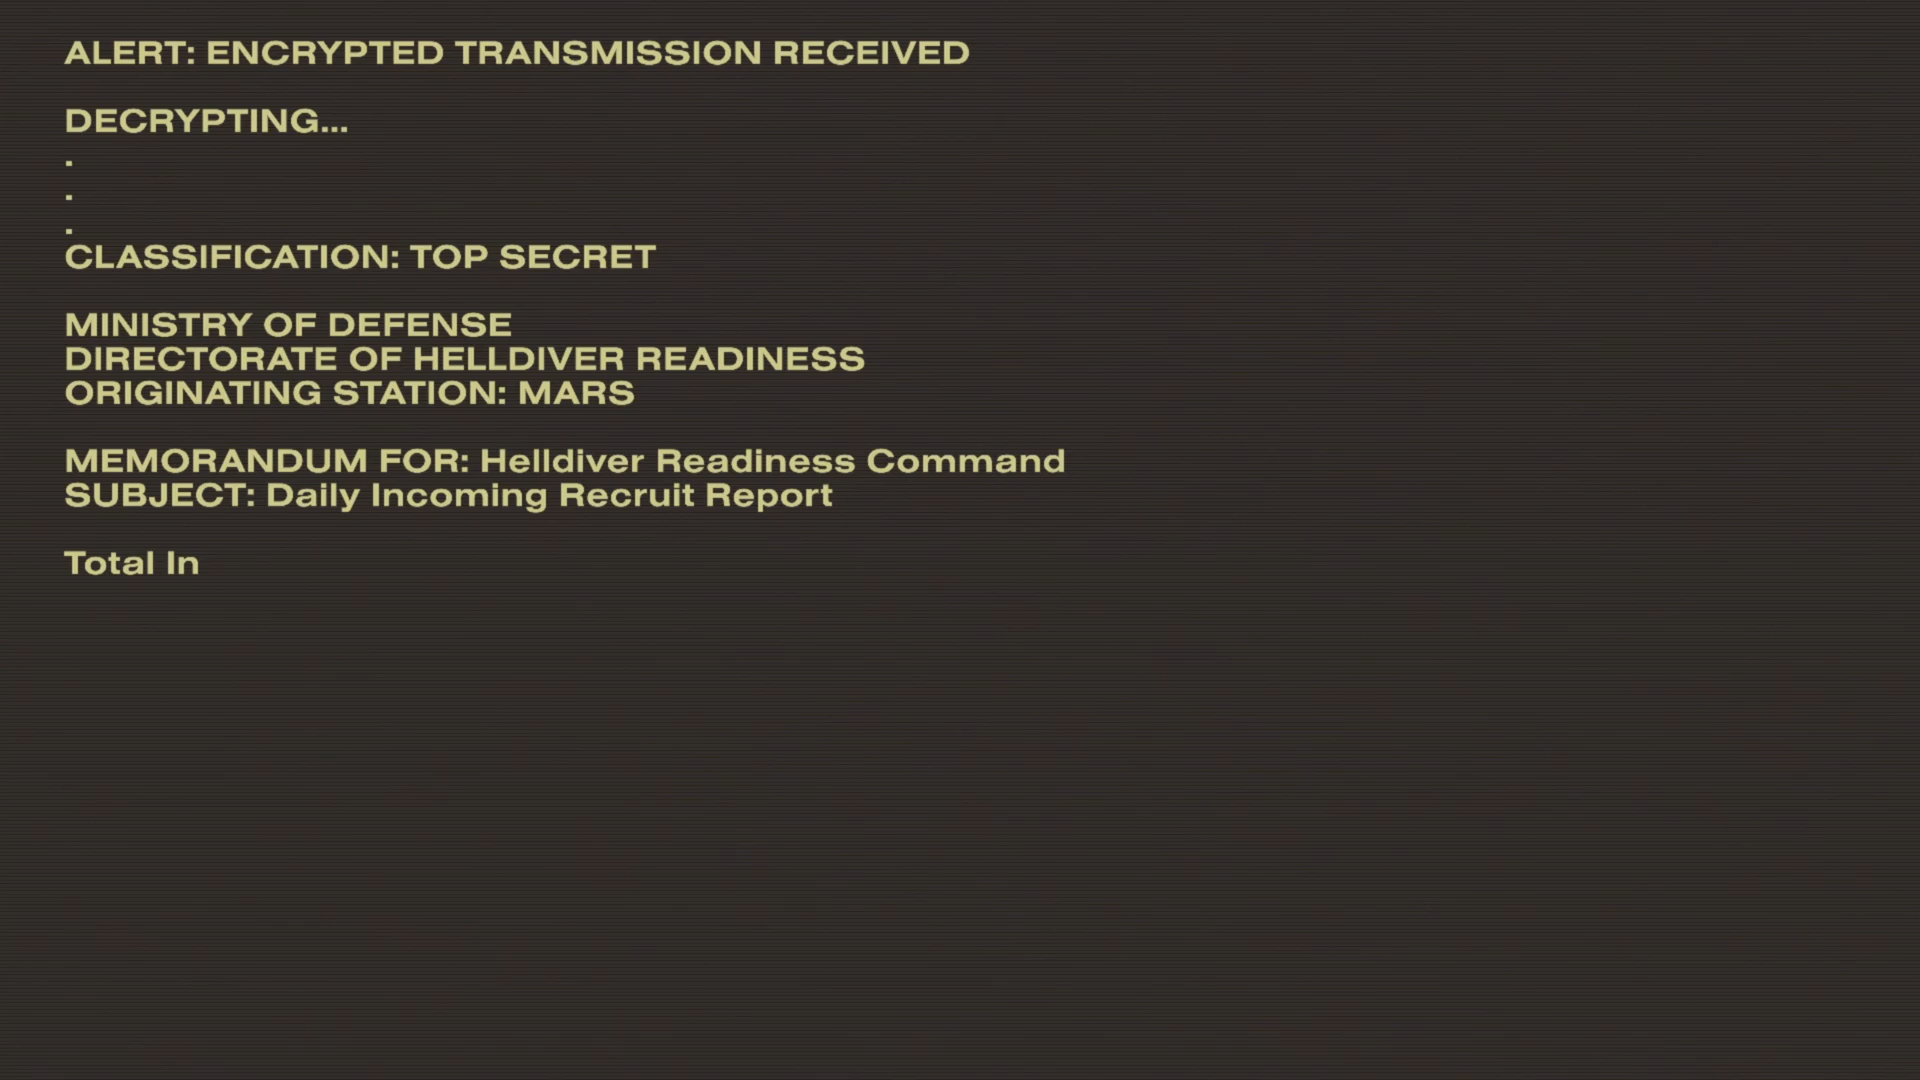 ALERT: ENCRYPTED TRANSMISSION RECEIVED
DECRYPTING...
.
.
.
CLASSIFICATION: TOP SECRET
MINISTRY OF DEFENSE
DIRECTORATE OF HELLDIVER READINESS
ORIGINATING STATION: MARS
MEMORANDUM FOR: Helldiver Readiness Command
SUBJECT: Daily Incoming Recruit Report
Total In